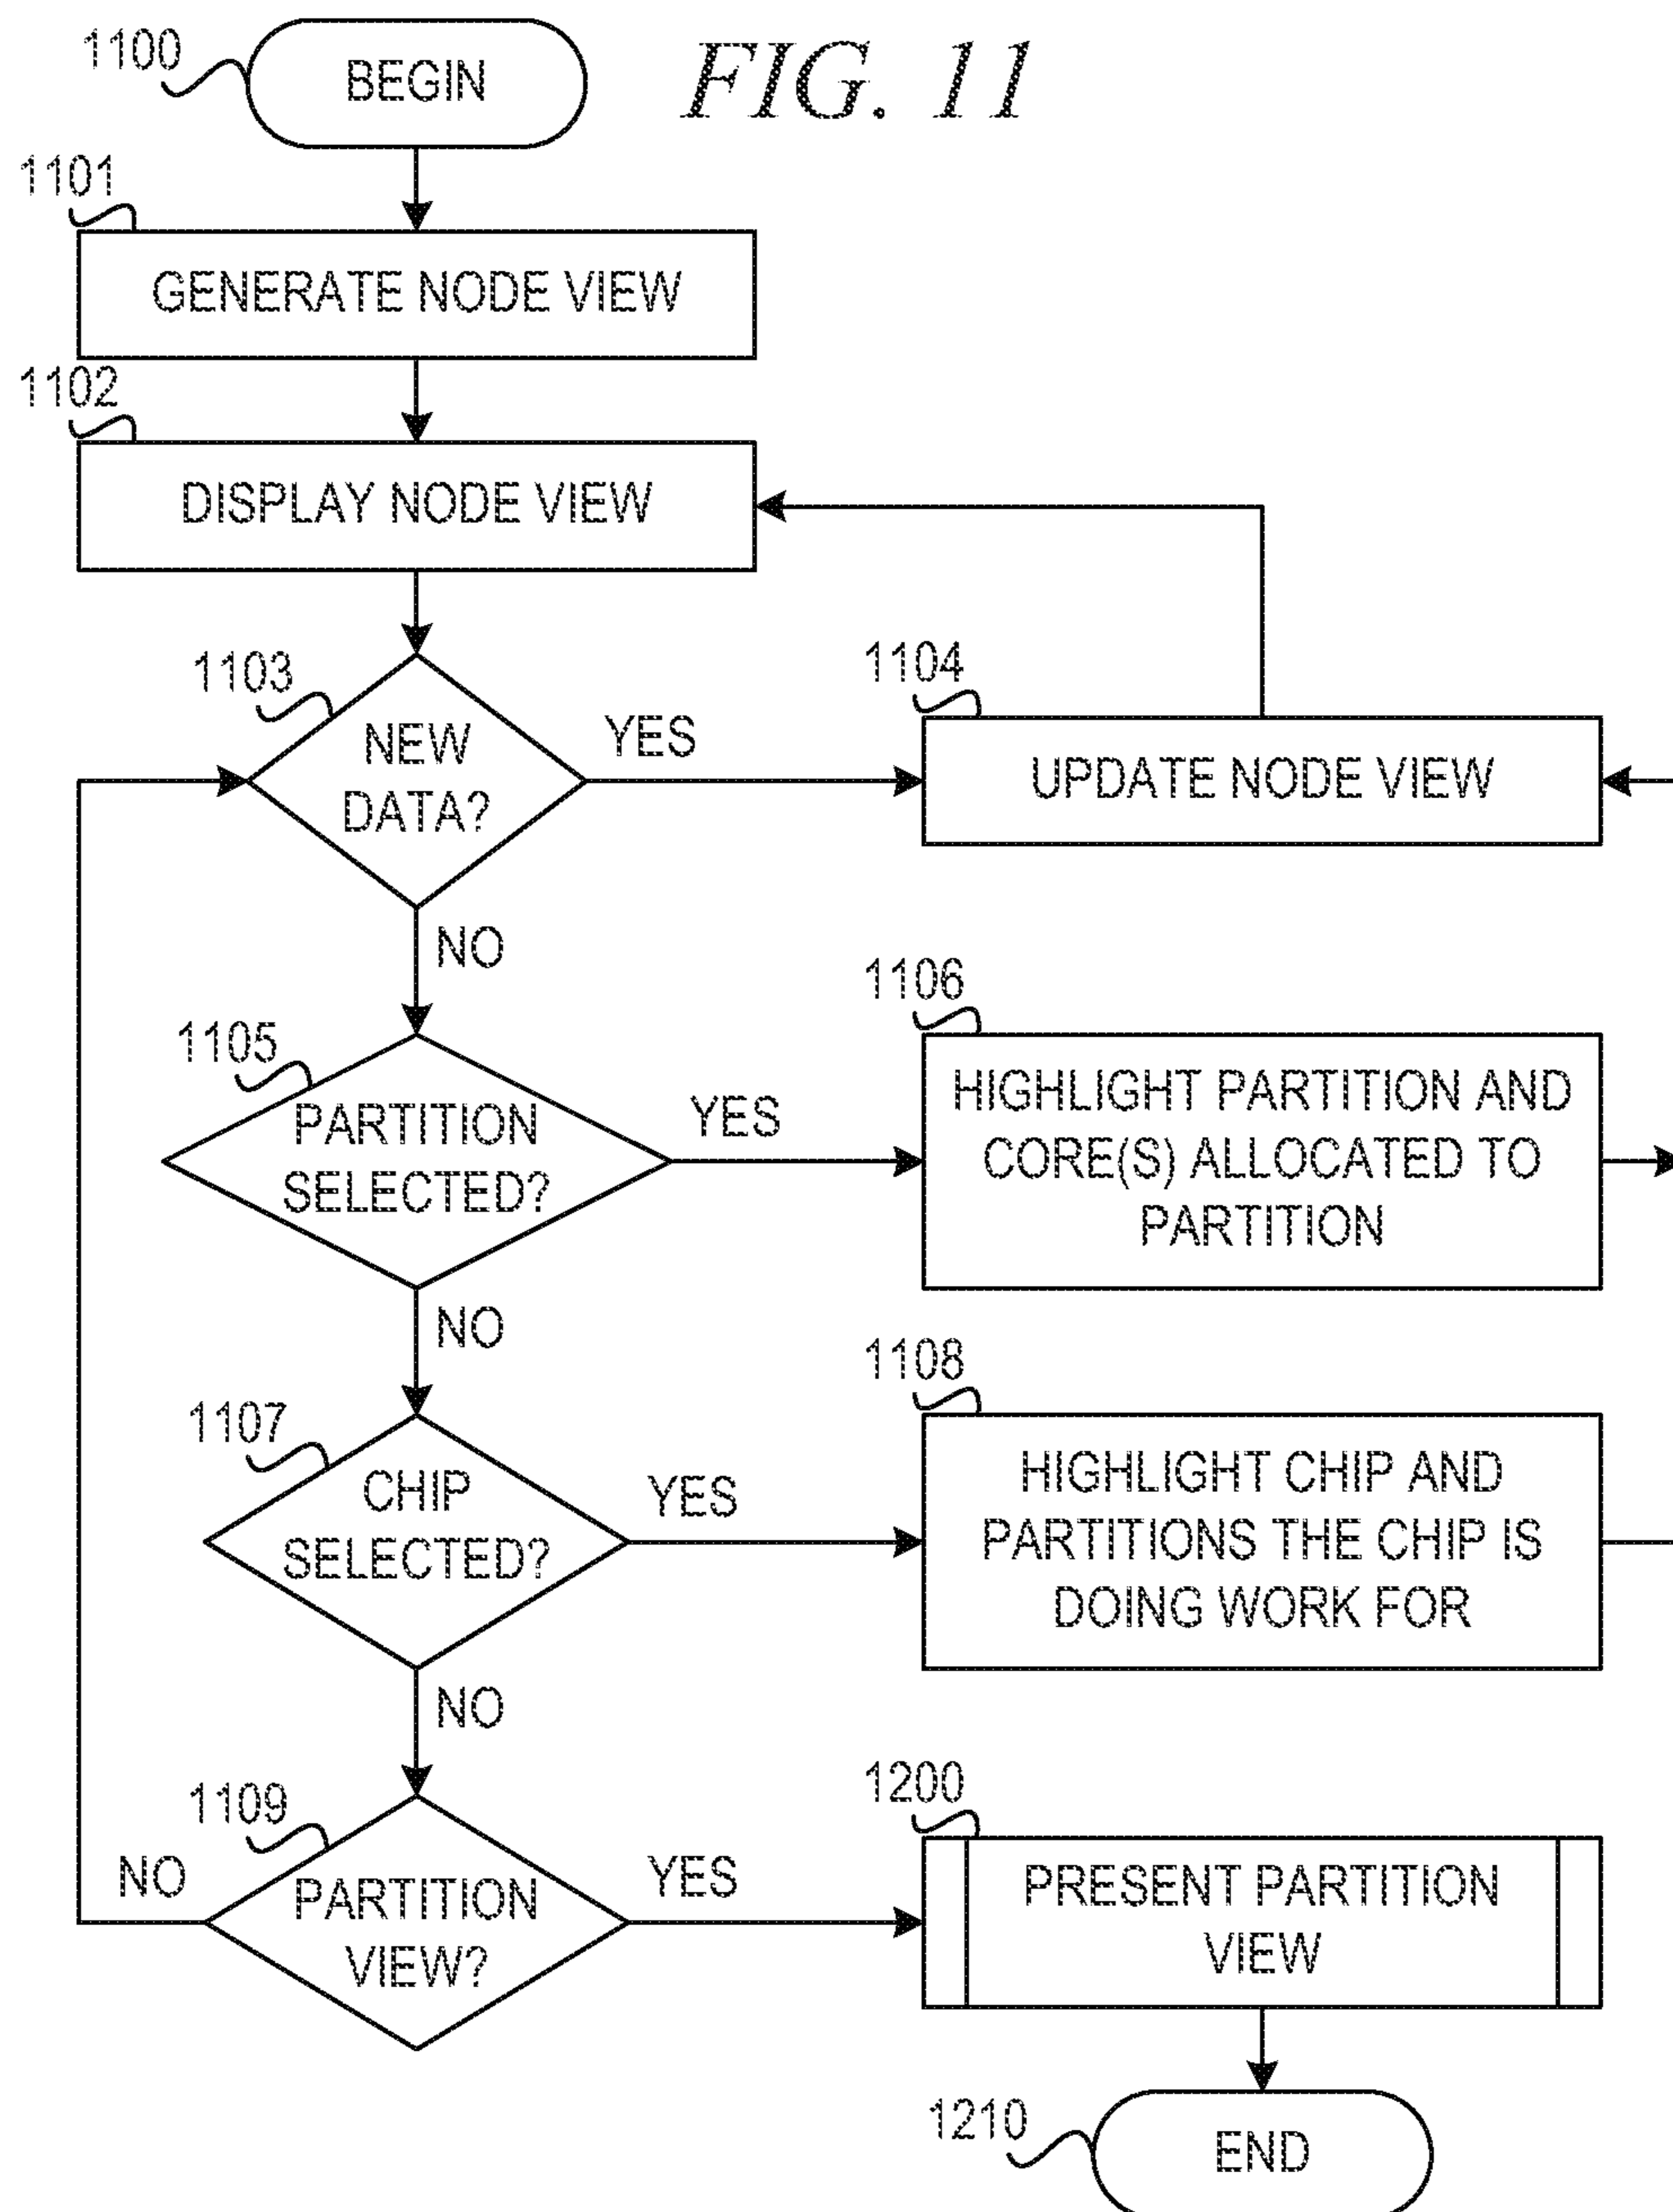 1100
BEGIN
FIG. 11
1101
GENERATE NODE VIEW
1102
DISPLAY NODE VIEW
1103
NEW
DATA?
YES
1104
UPDATE NODE VIEW
NO
1105
PARTITION
SELECTED?
YES
1106
HIGHLIGHT PARTITION AND
CORE(S) ALLOCATED TO
PARTITION
NO
1107
CHIP
SELECTED?
YES
1108
HIGHLIGHT CHIP AND
PARTITIONS THE CHIP IS
DOING WORK FOR
NO
1109
NO
PARTITION
VIEW?
YES
1200
PRESENT PARTITION
VIEW
1210
END